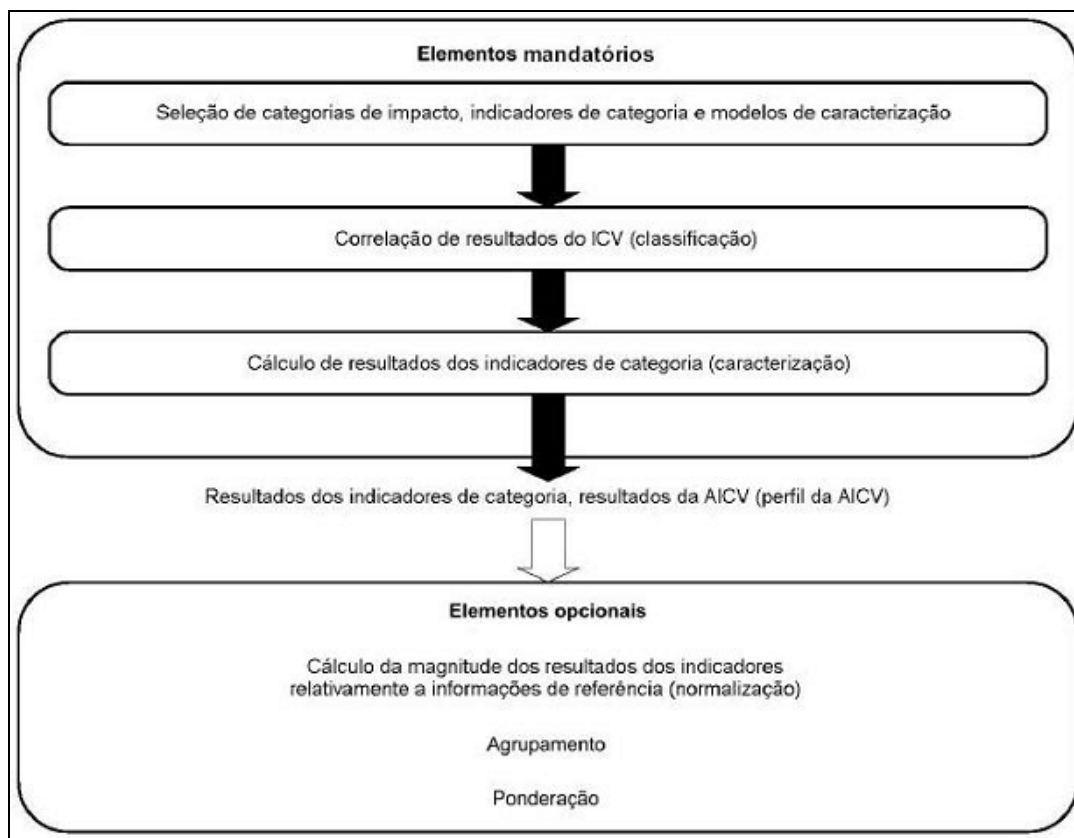 Elementos mandatórios
Seleção de categorias de impacto, indicadores de categoria e modelos de caracterização
Correlação de resultados do ICV (classificação)
Cálculo de resultados dos indicadores de categoria (caracterização)
Resultados dos indicadores de categoria, resultados da AICV (perfil da AICV)
Elementos opcionais
Cálculo da magnitude dos resultados dos indicadores
relativamente a informações de referência (normalização)
Agrupamento
Ponderação